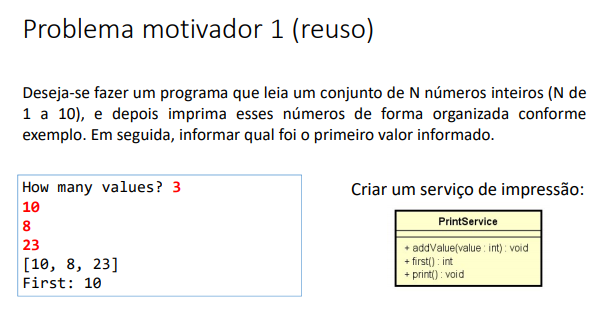 Problema motivador 1 (reuso)
Deseja-se fazer um programa que leia um conjunto de N números inteiros (N de
1 a 10), e depois imprima esses números de forma organizada conforme
exemplo. Em seguida, informar qual foi o primeiro valor informado.
How many values? 3
10
8
23
[10, 8, 23]
First: 10
Criar um serviço de impressão:
PrintService
+ addValue(value : int) : void
+ first() : int
+ print() : void